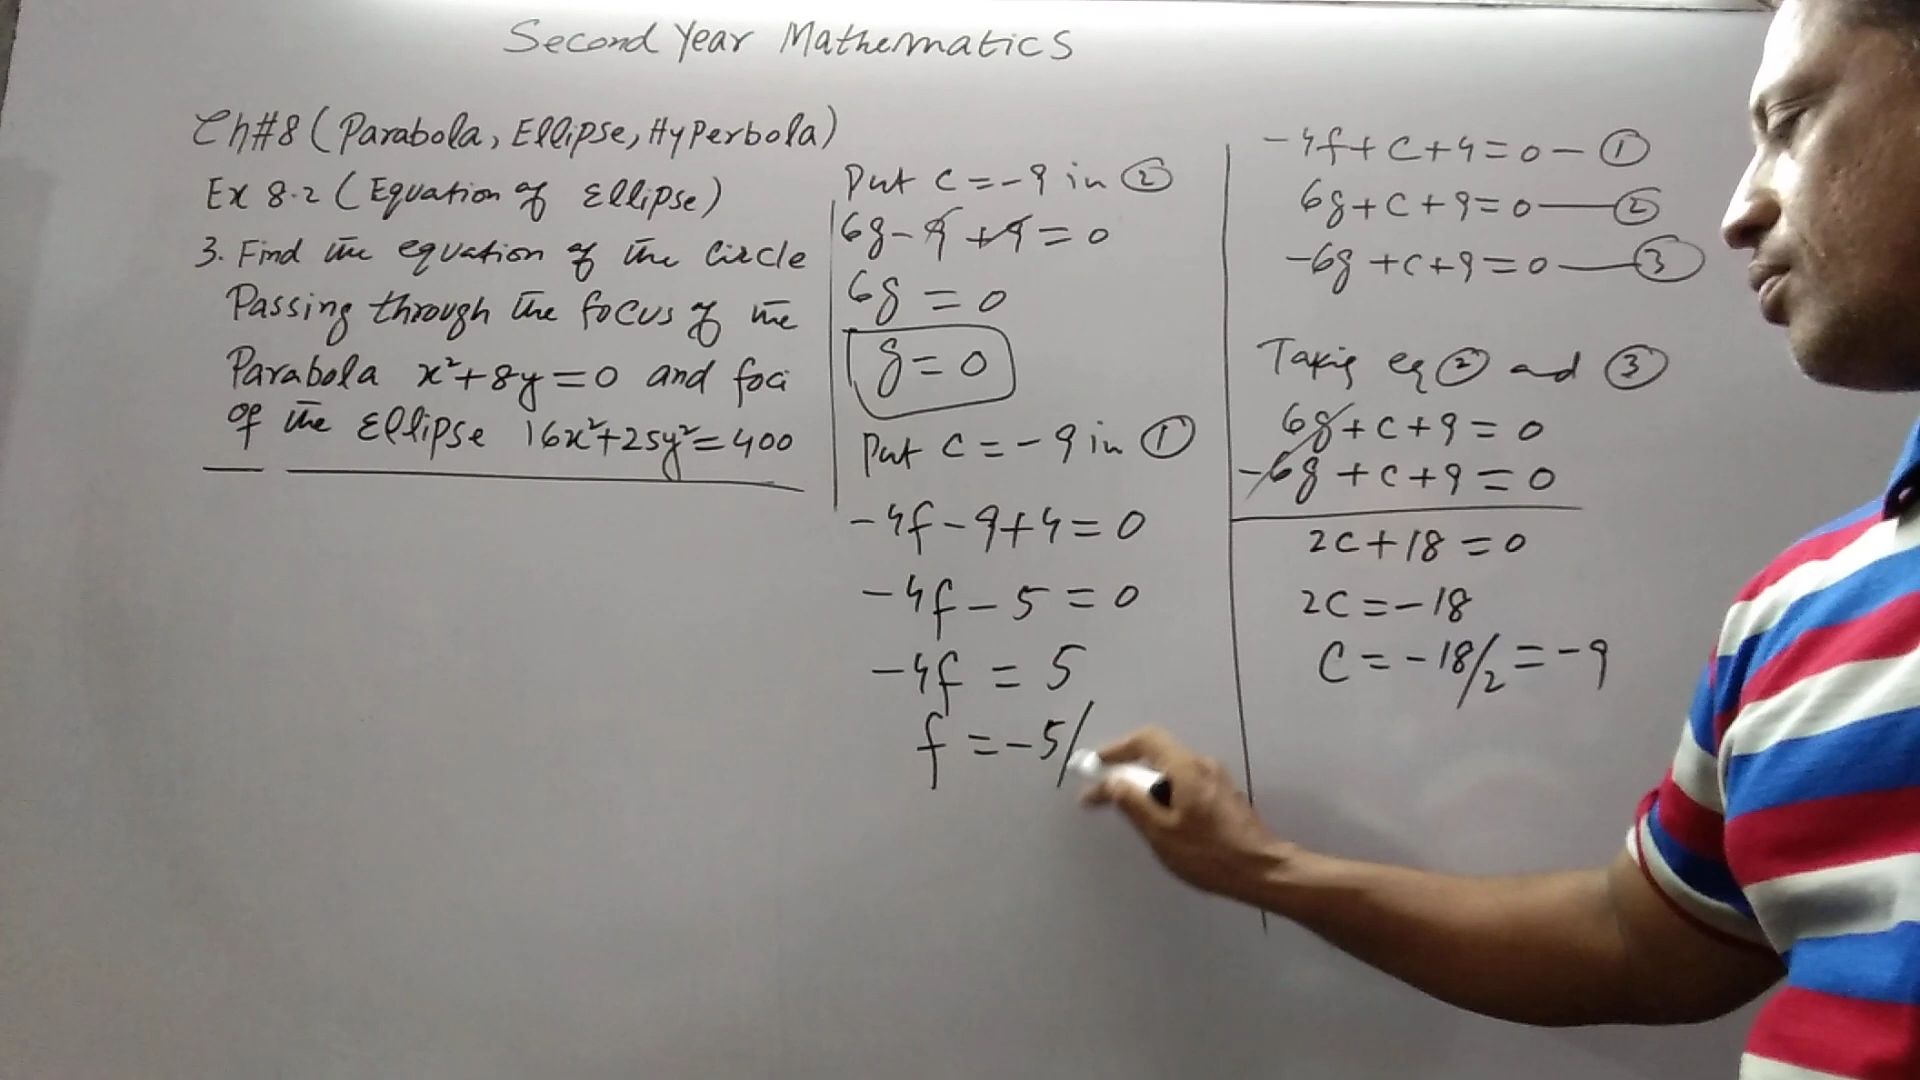 Second Year Mathematics
Ch#8 (Parabola, Ellipse, Hyperbola)
Ex 8.2 (Equation of Ellipse)
3. Find the equation of the Circle
Passing through the focus of the
Parabola x²+8y=0 and foci
of the Ellipse 16x²+25y²=400
Put c=-9 in ②
6g-9+9=0
6g=0
g=0
Put c=-9 in ①
-4f-9+4=0
-4f-5=0
-4f=5
f=-5/
-4f+c+4=0-①
6g+c+9=0-②
-6g+c+9=0-③
Taking eq ② and ③
6g+c+9=0
-6g+c+9=0
2c+18=0
2c=-18
c=-18/2=-9